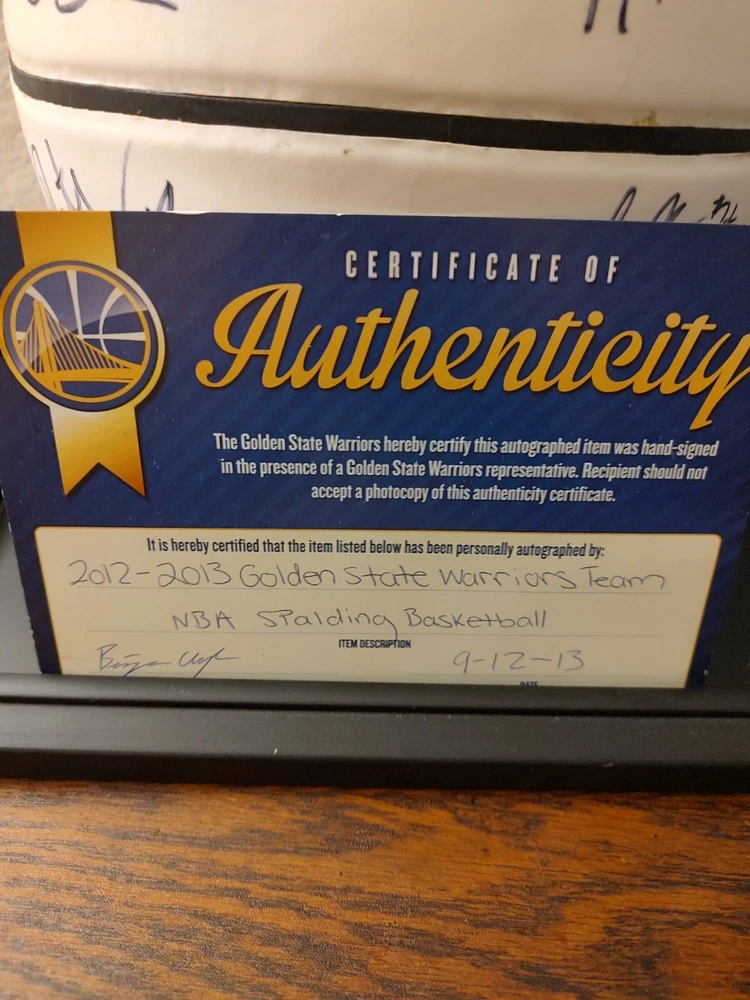 CERTIFICATE OF
Authenticity
The Golden State Warriors hereby certify this autographed item was hand-signed
in the presence of a Golden State Warriors representative. Recipient should not
accept a photocopy of this authenticity certificate.
It is hereby certified that the item listed below has been personally autographed by:
2012-2013 Golden State Warriors Team
NBA Spalding Basketball
ITEM DESCRIPTION
9-12-13
DATE